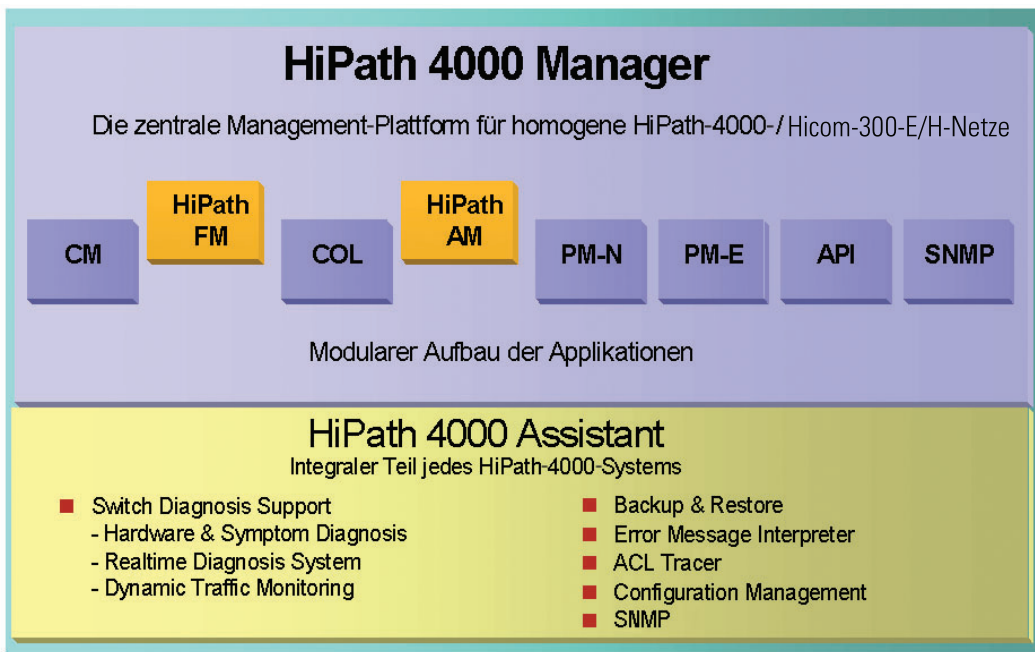 HiPath 4000 Manager
Die zentrale Management-Plattform für homogene HiPath-4000-/Hicom-300-E/H-Netze
CM
HiPath
FM
COL
HiPath
AM
PM-N
PM-E
API
SNMP
Modularer Aufbau der Applikationen
HiPath 4000 Assistant
Integraler Teil jedes HiPath-4000-Systems
Switch Diagnosis Support
- Hardware & Symptom Diagnosis
- Realtime Diagnosis System
- Dynamic Traffic Monitoring
Backup & Restore
Error Message Interpreter
ACL Tracer
Configuration Management
SNMP